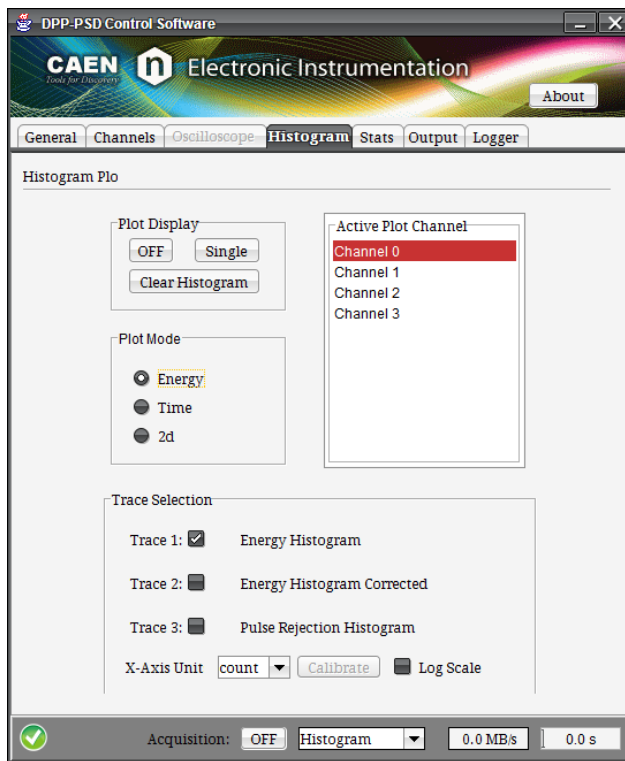 DPP-PSD Control Software
CAEN n Electronic Instrumentation
Tools for Discovery
About
General Channels Oscilloscope Histogram Stats Output Logger
Histogram Plo
Plot Display
OFF Single
Clear Histogram
Active Plot Channel
Channel 0
Channel 1
Channel 2
Channel 3
Plot Mode
Energy
Time
2d
Trace Selection
Trace 1: Energy Histogram
Trace 2: Energy Histogram Corrected
Trace 3: Pulse Rejection Histogram
X-Axis Unit count Calibrate Log Scale
Acquisition: OFF Histogram 0.0 MB/s 0.0 s